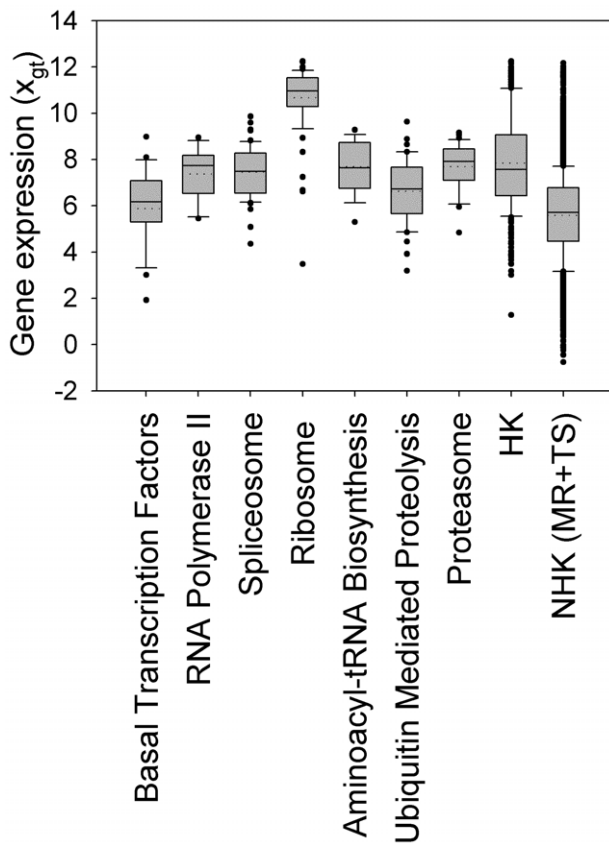 Gene expression (x_gt)
14
12
10
8
6
4
2
0
-2
Basal Transcription Factors
RNA Polymerase II
Spliceosome
Ribosome
Aminoacyl-tRNA Biosynthesis
Ubiquitin Mediated Proteolysis
Proteasome
HK
NHK (MR+TS)